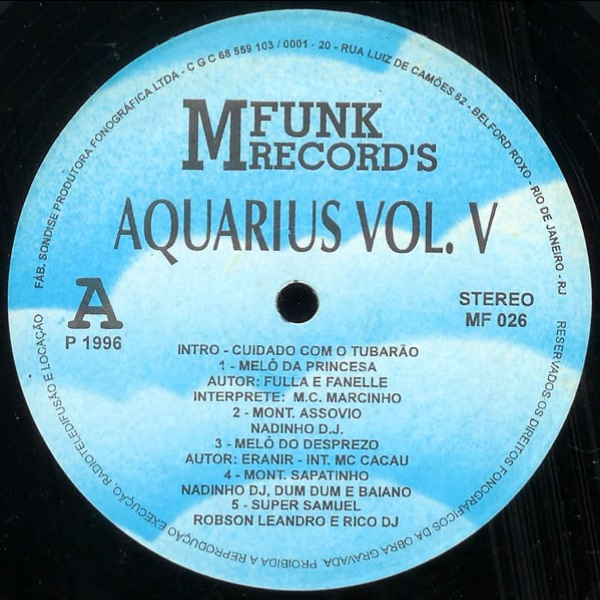 FÁB. SONDISE PRODUTORA FONOGRÁFICA LTDA - C G C 68 559 103 / 0001 - 20 - RUA LUIZ DE CAMÕES 62 - BELFORD ROXO - RIO DE JANEIRO - RJ
M FUNK
RECORD'S
AQUARIUS VOL. V
A
P 1996
STEREO
MF 026
INTRO - CUIDADO COM O TUBARÃO
1 - MELÔ DA PRINCESA
AUTOR: FULLA E FANELLE
INTERPRETE: M.C. MARCINHO
2 - MONT. ASSOVIO
NADINHO D.J.
3 - MELÔ DO DESPREZO
AUTOR: ERANIR - INT. MC CACAU
4 - MONT. SAPATINHO
NADINHO DJ, DUM DUM E BAIANO
5 - SUPER SAMUEL
ROBSON LEANDRO E RICO DJ
RESERVADOS OS DIREITOS FONOGRÁFICOS DA OBRA GRAVADA. PROIBIDA A REPRODUÇÃO EXECUÇÃO, RADIOTELEDIFUSÃO E LOCAÇÃO